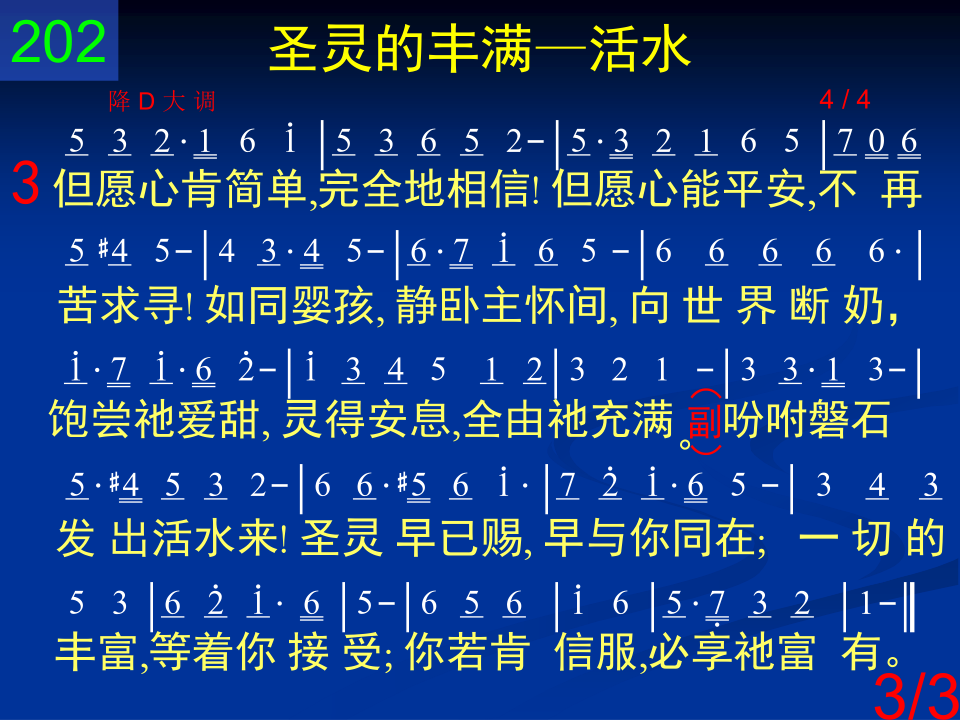 202
圣灵的丰满—活水
降 D 大 调 4 / 4
5 3 2·1 6 i̇ | 5 3 6 5 2- | 5·3 2 1 6 5 | 7 0 6
3 但愿心肯简单,完全地相信! 但愿心能平安,不 再
5 #4 5- | 4 3·4 5- | 6·7 i̇ 6 5 - | 6 6 6 6 6· |
苦求寻! 如同婴孩, 静卧主怀间, 向 世 界 断 奶，
i̇·7 i̇·6 2̇- | i̇ 3 4 5 1 2 | 3 2 1 - | 3 3·1 3- |
饱尝祂爱甜, 灵得安息,全由祂充满。(副)吩咐磐石
5·#4 5 3 2- | 6 6·#5 6 i̇· | 7 2̇ i̇·6 5 - | 3 4 3
发 出活水来! 圣灵 早已赐, 早与你同在; 一 切 的
5 3 | 6 2̇ i̇· 6 | 5- | 6 5 6 | i̇ 6 | 5·7̣ 3 2 | 1- ‖
丰富,等着你 接 受; 你若肯 信服,必享祂富 有。
3/3